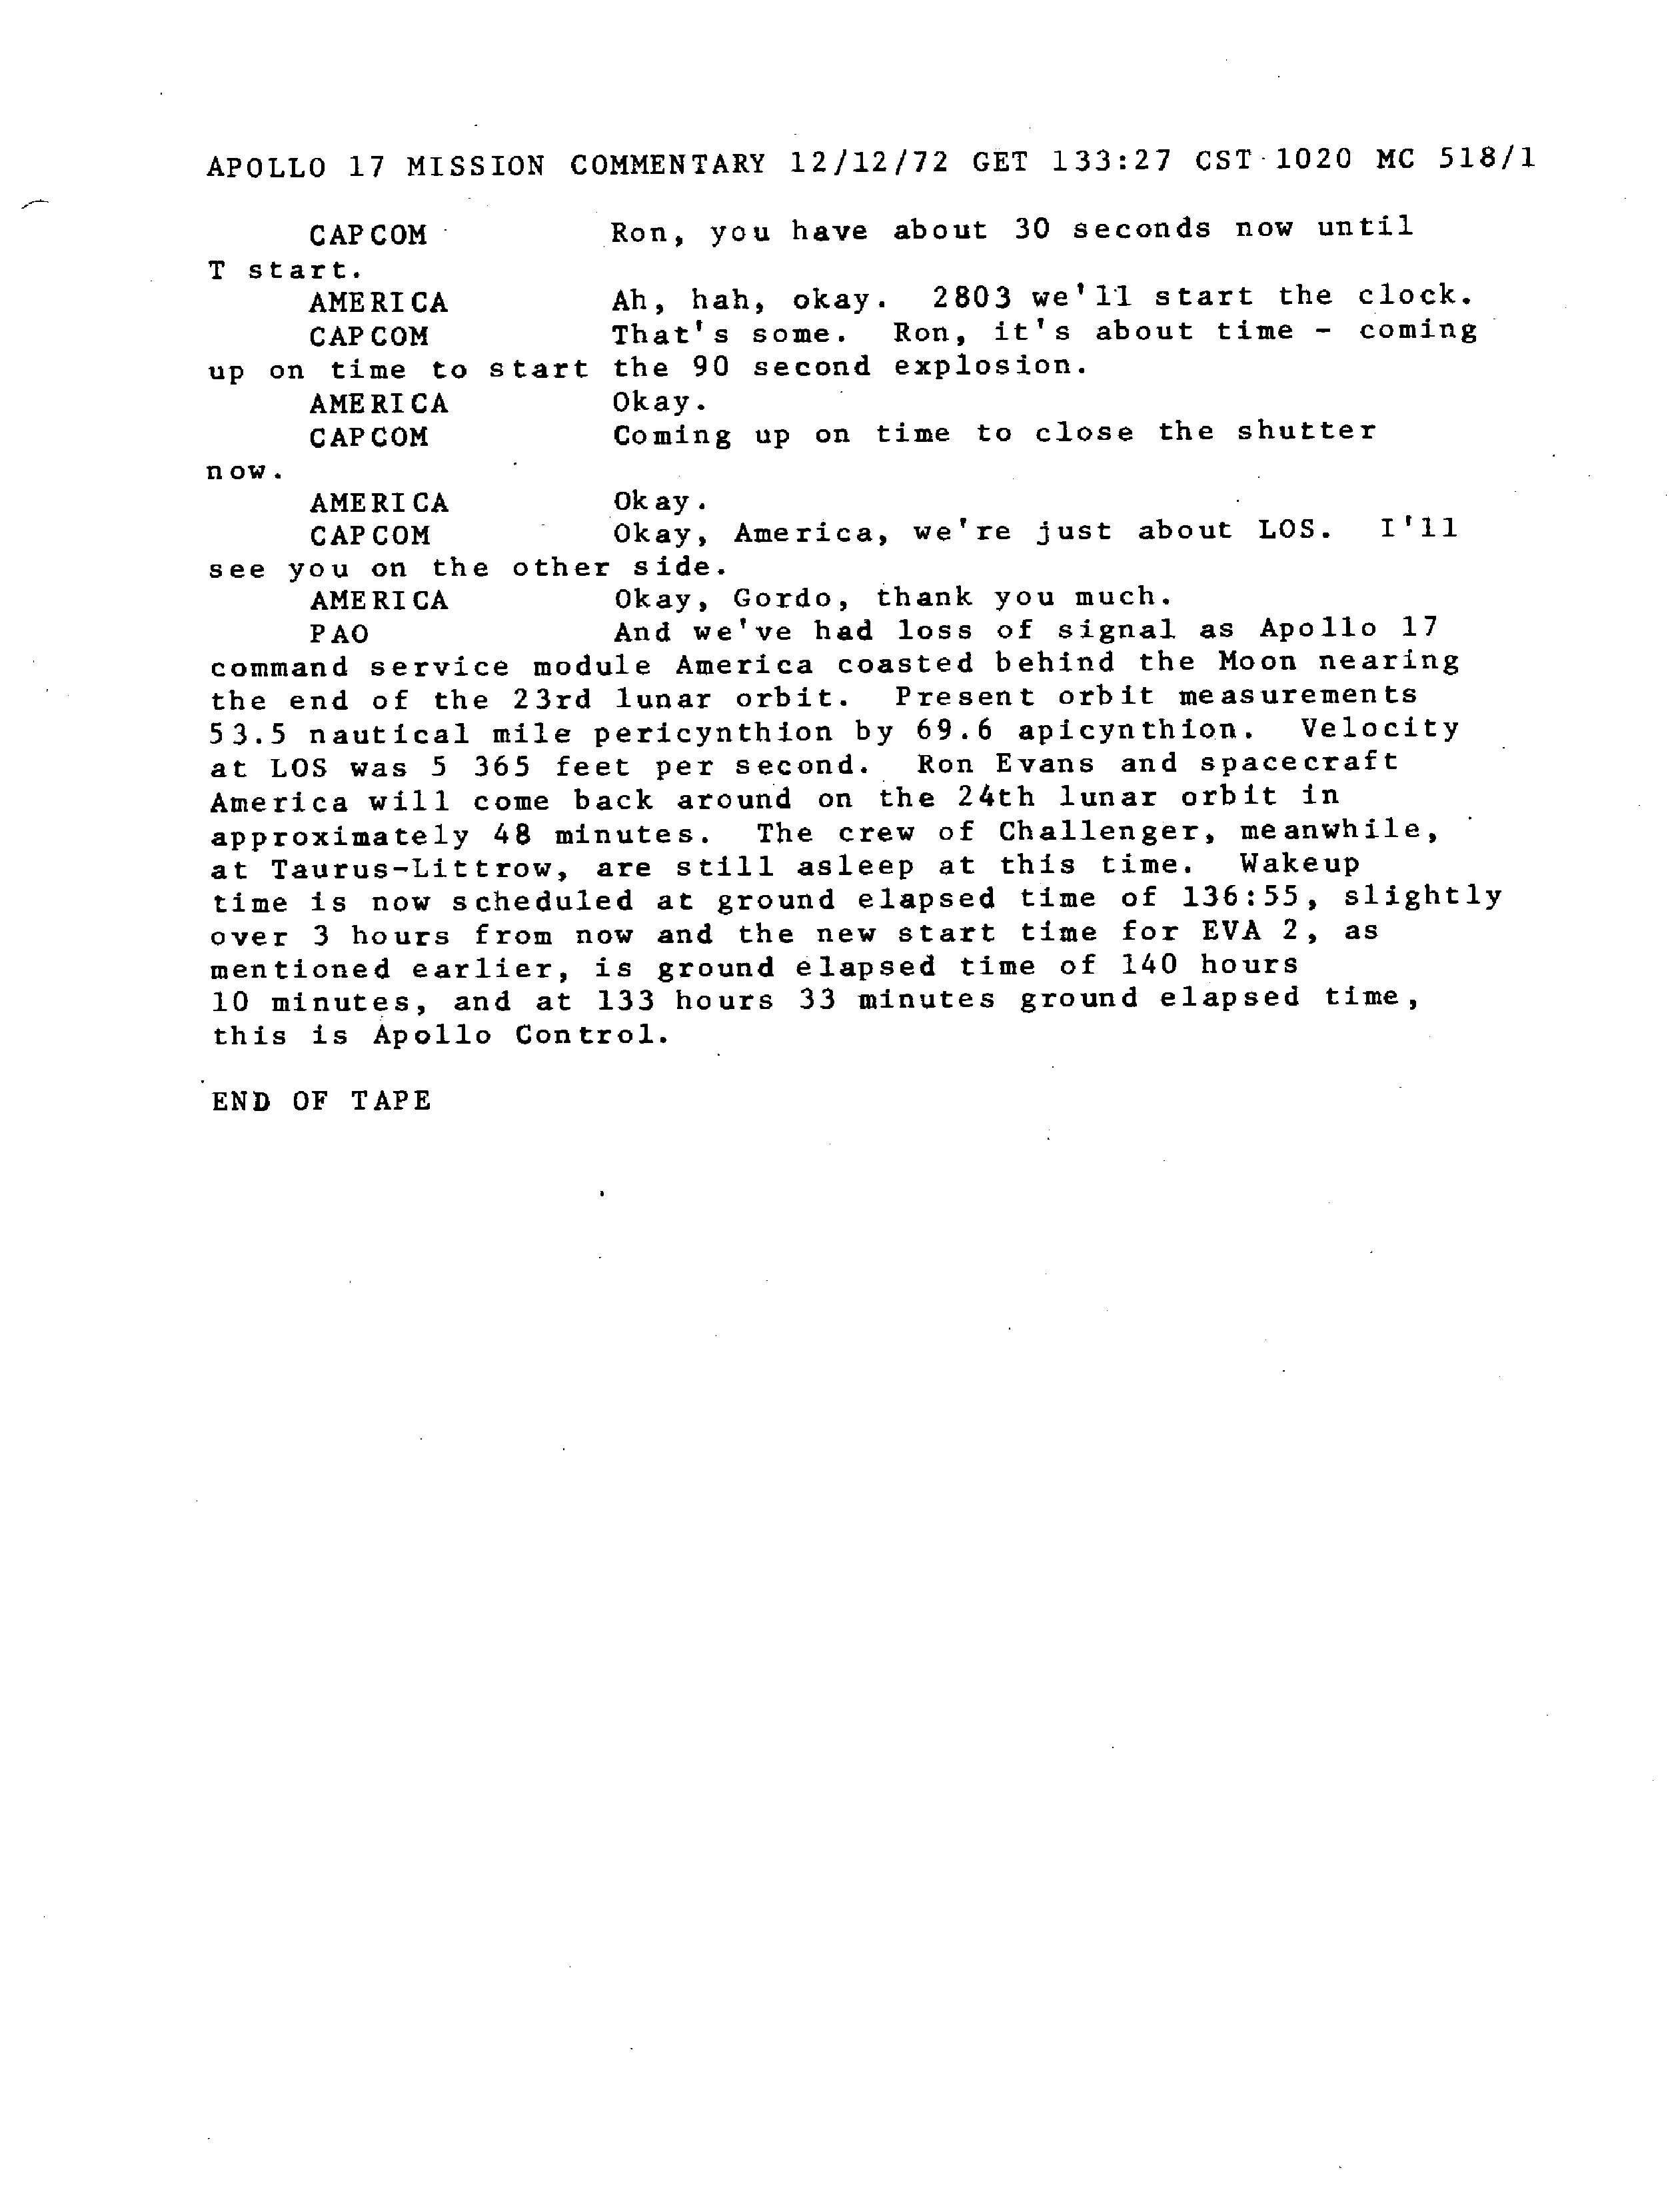 APOLLO 17 MISSION COMMENTARY 12/12/72 GET 133:27 CST 1020 MC 518/1
CAPCOM Ron, you have about 30 seconds now until
T start.
AMERICA Ah, hah, okay. 2803 we'll start the clock.
CAPCOM That's some. Ron, it's about time - coming
up on time to start the 90 second explosion.
AMERICA Okay.
CAPCOM Coming up on time to close the shutter
now.
AMERICA Okay.
CAPCOM Okay, America, we're just about LOS. I'll
see you on the other side.
AMERICA Okay, Gordo, thank you much.
PAO And we've had loss of signal as Apollo 17
command service module America coasted behind the Moon nearing
the end of the 23rd lunar orbit. Present orbit measurements
53.5 nautical mile pericynthion by 69.6 apicynthion. Velocity
at LOS was 5 365 feet per second. Ron Evans and spacecraft
America will come back around on the 24th lunar orbit in
approximately 48 minutes. The crew of Challenger, meanwhile,
at Taurus-Littrow, are still asleep at this time. Wakeup
time is now scheduled at ground elapsed time of 136:55, slightly
over 3 hours from now and the new start time for EVA 2, as
mentioned earlier, is ground elapsed time of 140 hours
10 minutes, and at 133 hours 33 minutes ground elapsed time,
this is Apollo Control.
END OF TAPE